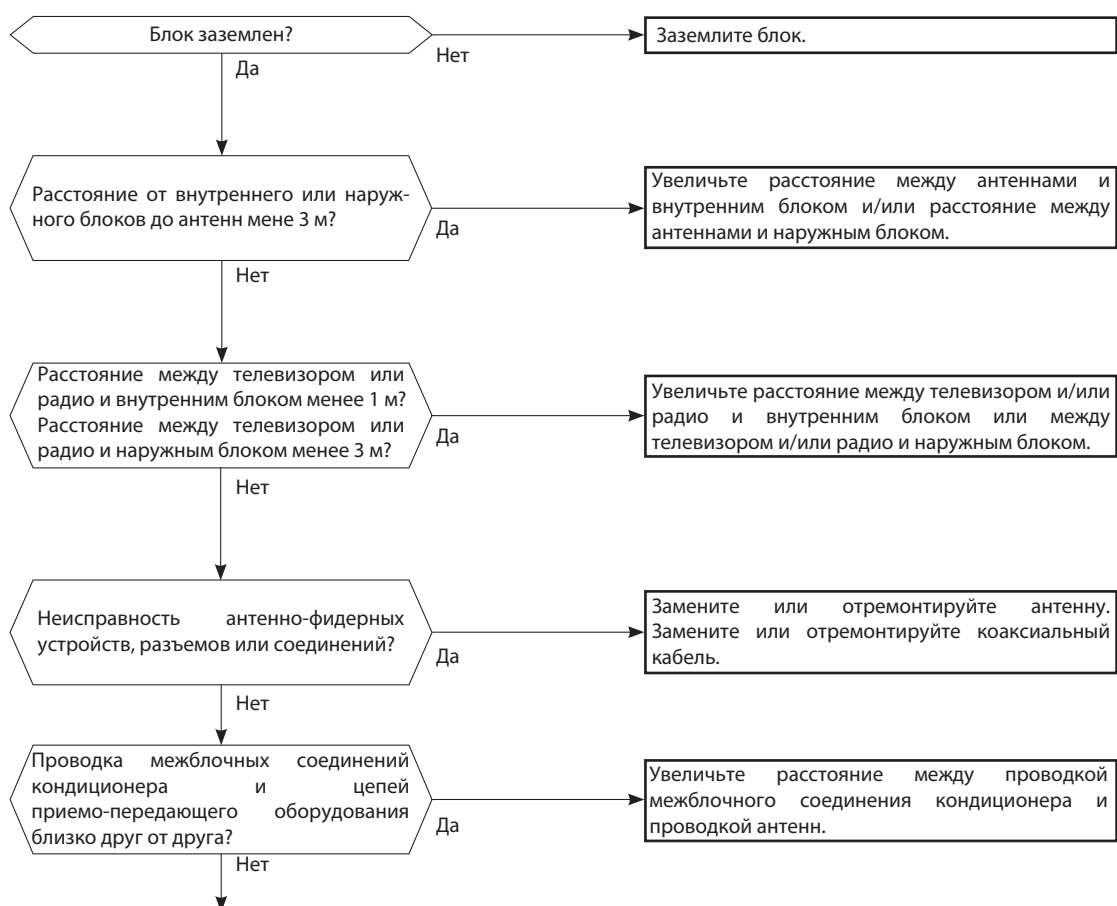 Блок заземлен?
Заземлите блок.
Нет
Да
Расстояние от внутреннего или наруж-
ного блоков до антенн мене 3 м?
Увеличьте расстояние между антеннами и
внутренним блоком и/или расстояние между
антеннами и наружным блоком.
Да
Нет
Расстояние между телевизором или
радио и внутренним блоком менее 1 м?
Расстояние между телевизором или
радио и наружным блоком менее 3 м?
Увеличьте расстояние между телевизором и/или
радио и внутренним блоком или между
телевизором и/или радио и наружным блоком.
Да
Нет
Неисправность антенно-фидерных
устройств, разъемов или соединений?
Замените или отремонтируйте антенну.
Замените или отремонтируйте коаксиальный
кабель.
Да
Нет
Проводка межблочных соединений
кондиционера и цепей
приемо-передающего оборудования
близко друг от друга?
Увеличьте расстояние между проводкой
межблочного соединения кондиционера и
проводкой антенн.
Да
Нет